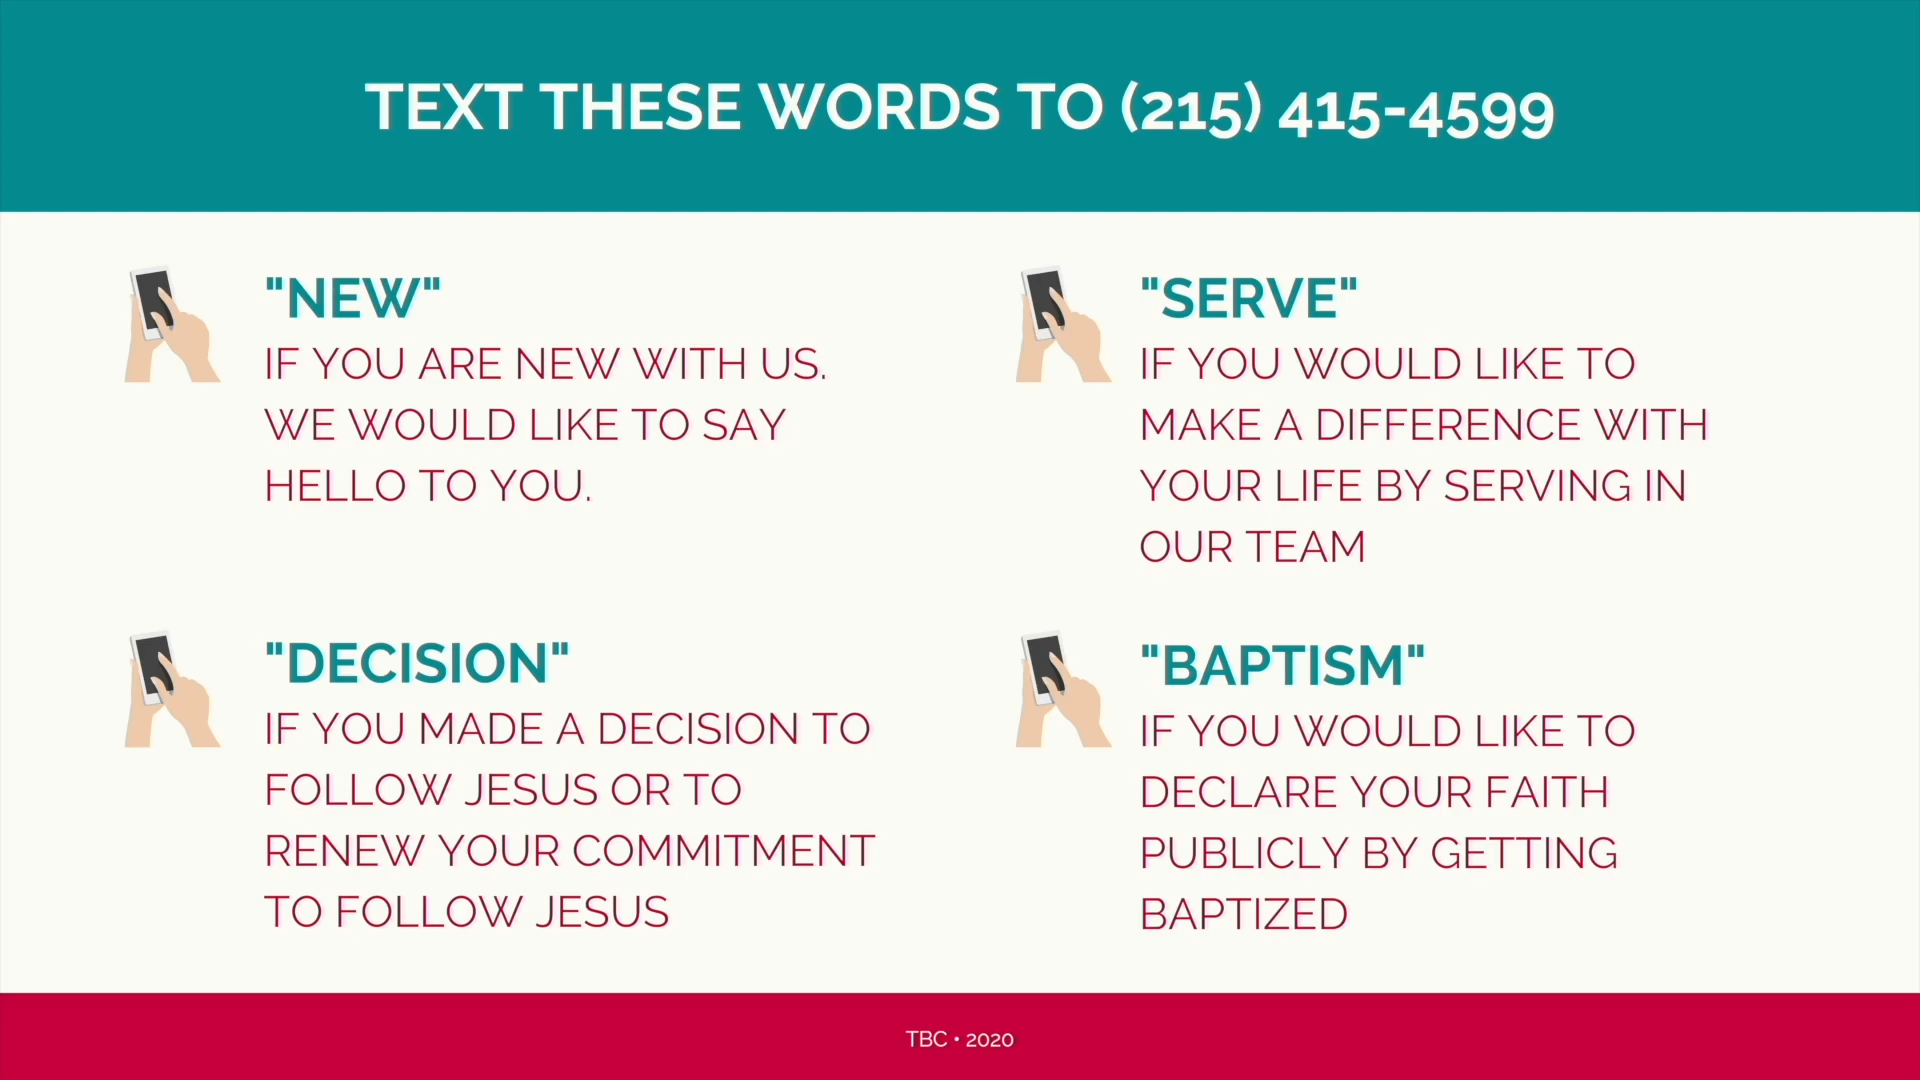 TEXT THESE WORDS TO (215) 415-4599
"NEW"
IF YOU ARE NEW WITH US.
WE WOULD LIKE TO SAY
HELLO TO YOU.
"SERVE"
IF YOU WOULD LIKE TO
MAKE A DIFFERENCE WITH
YOUR LIFE BY SERVING IN
OUR TEAM
"DECISION"
IF YOU MADE A DECISION TO
FOLLOW JESUS OR TO
RENEW YOUR COMMITMENT
TO FOLLOW JESUS
"BAPTISM"
IF YOU WOULD LIKE TO
DECLARE YOUR FAITH
PUBLICLY BY GETTING
BAPTIZED
TBC • 2020